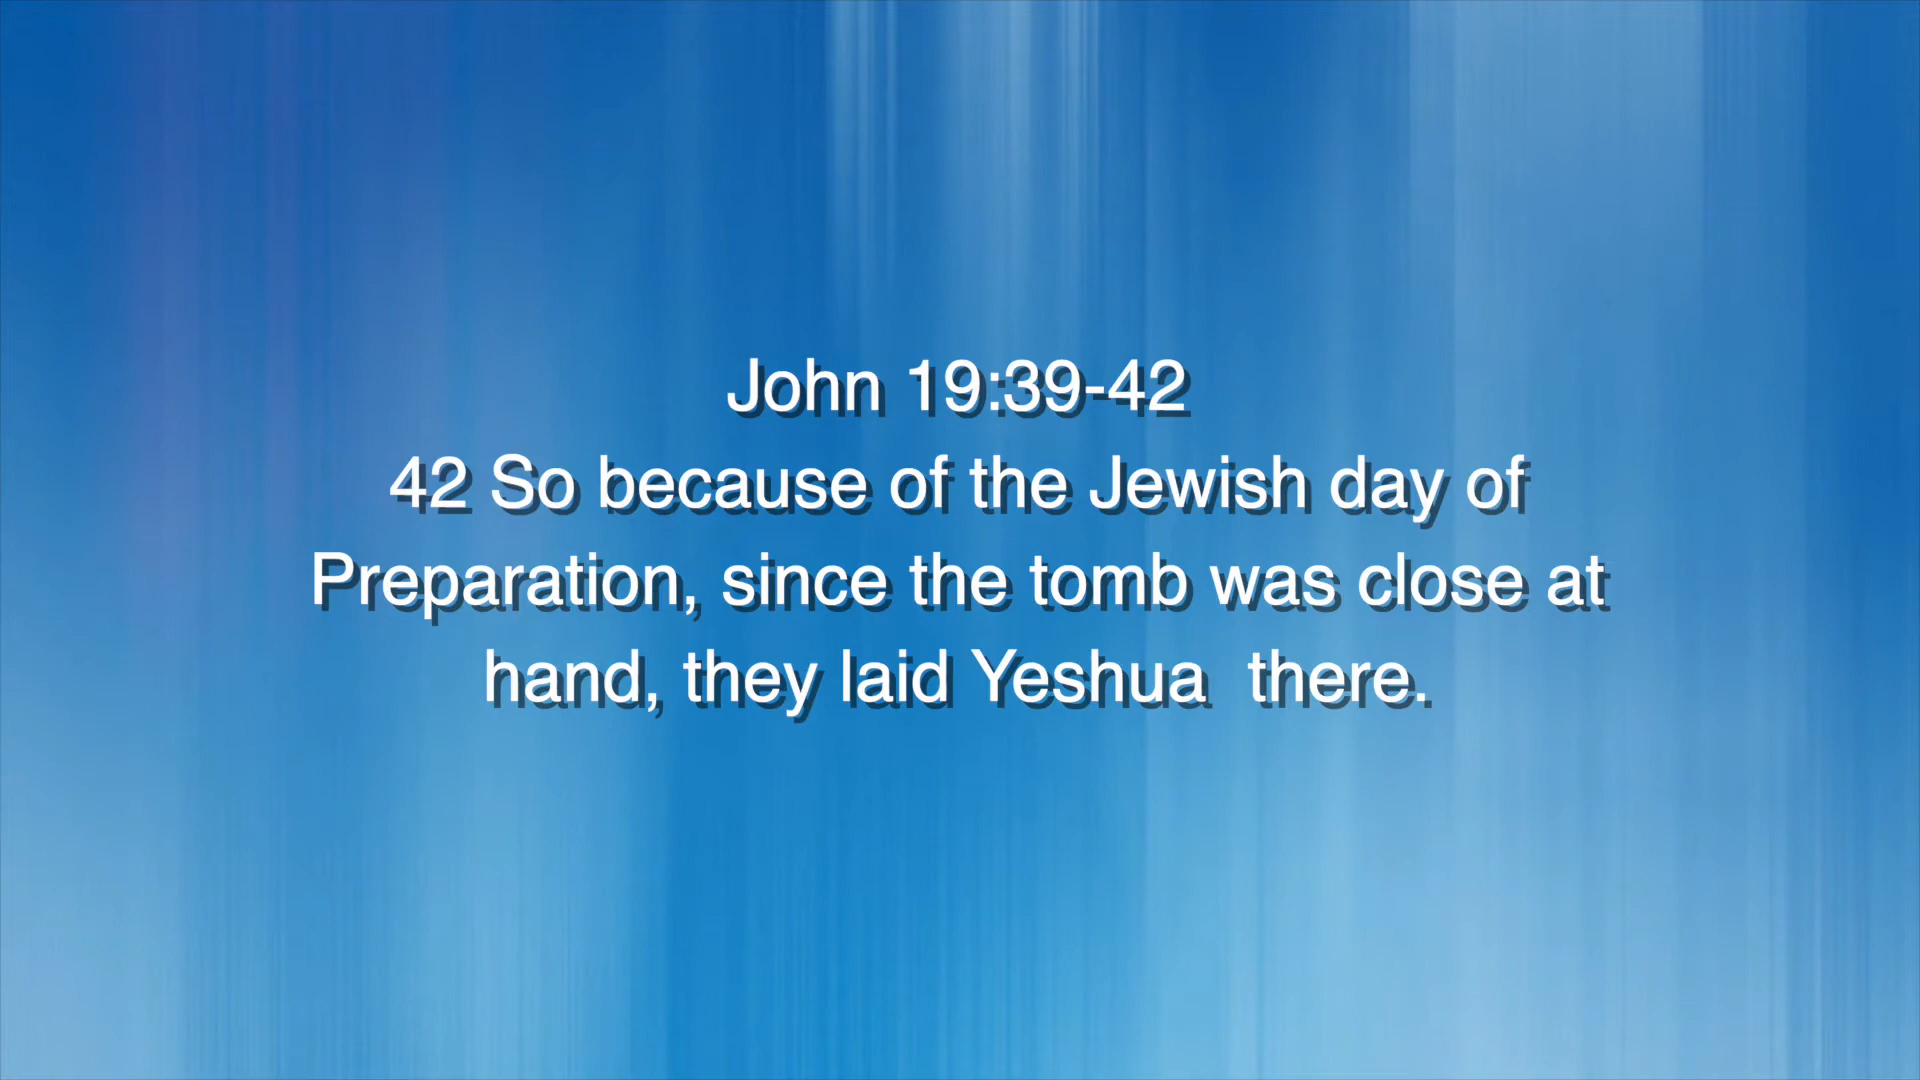 John 19:39-42
42 So because of the Jewish day of
Preparation, since the tomb was close at
hand, they laid Yeshua  there.